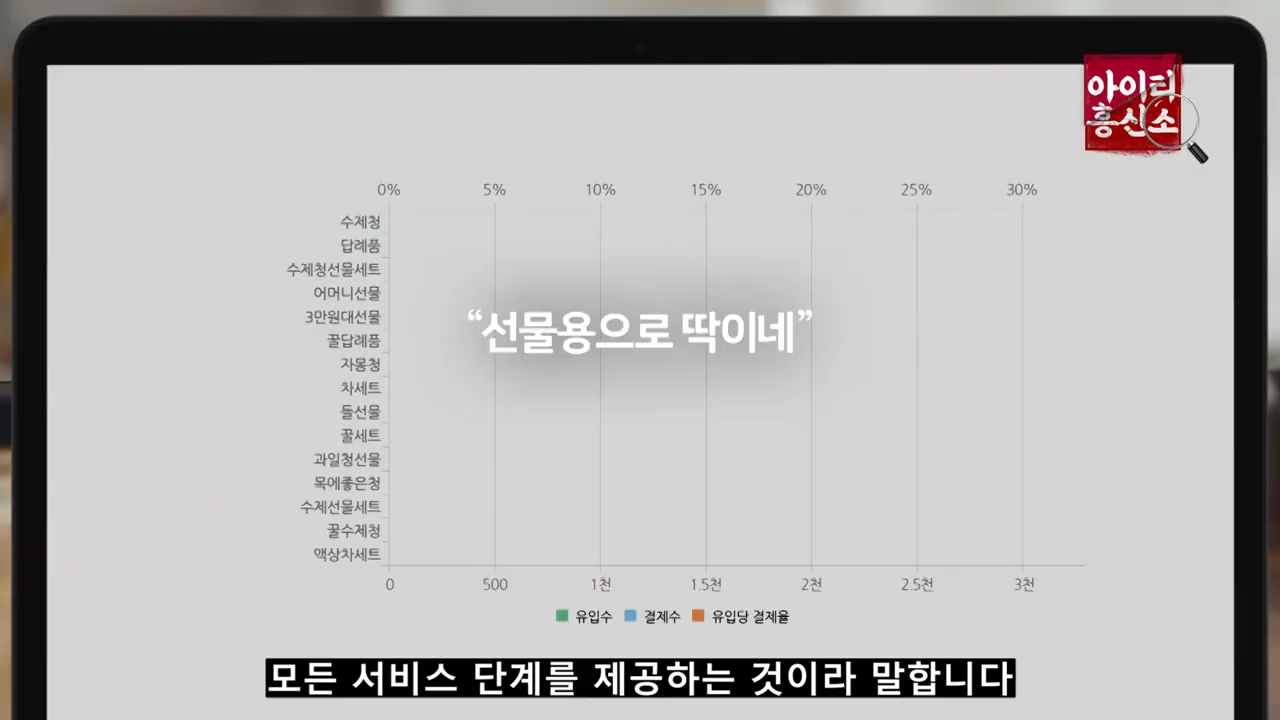 아이티
흥신소
0% 5% 10% 15% 20% 25% 30%
수제청
답례품
수제청선물세트
어머니선물
3만원대선물
꿀답례품
자몽청
차세트
돌선물
꿀세트
과일청선물
목에좋은청
수제선물세트
꿀수제청
액상차세트
“선물용으로 딱이네”
0 500 1천 1.5천 2천 2.5천 3천
유입수 결제수 유입당 결제율
모든 서비스 단계를 제공하는 것이라 말합니다